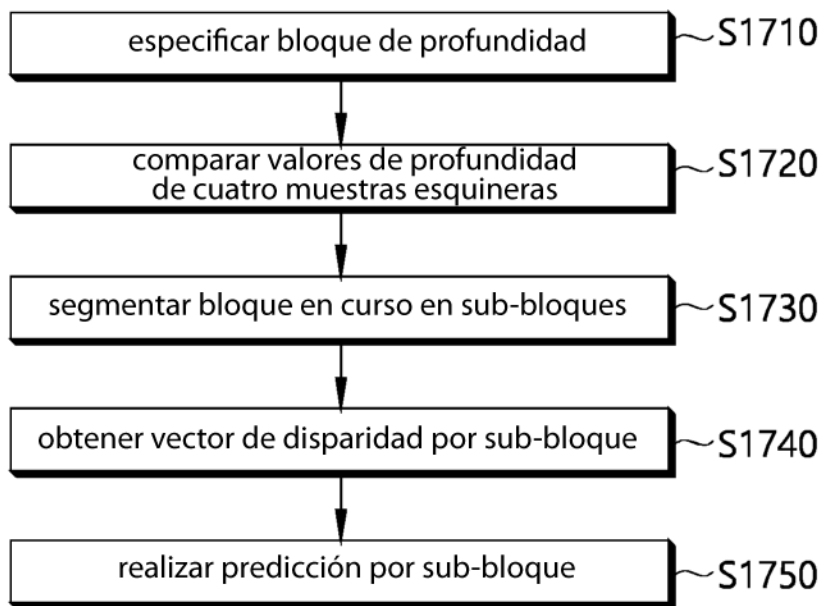 especificar bloque de profundidad
S1710
comparar valores de profundidad
de cuatro muestras esquineras
S1720
segmentar bloque en curso en sub-bloques
S1730
obtener vector de disparidad por sub-bloque
S1740
realizar predicción por sub-bloque
S1750